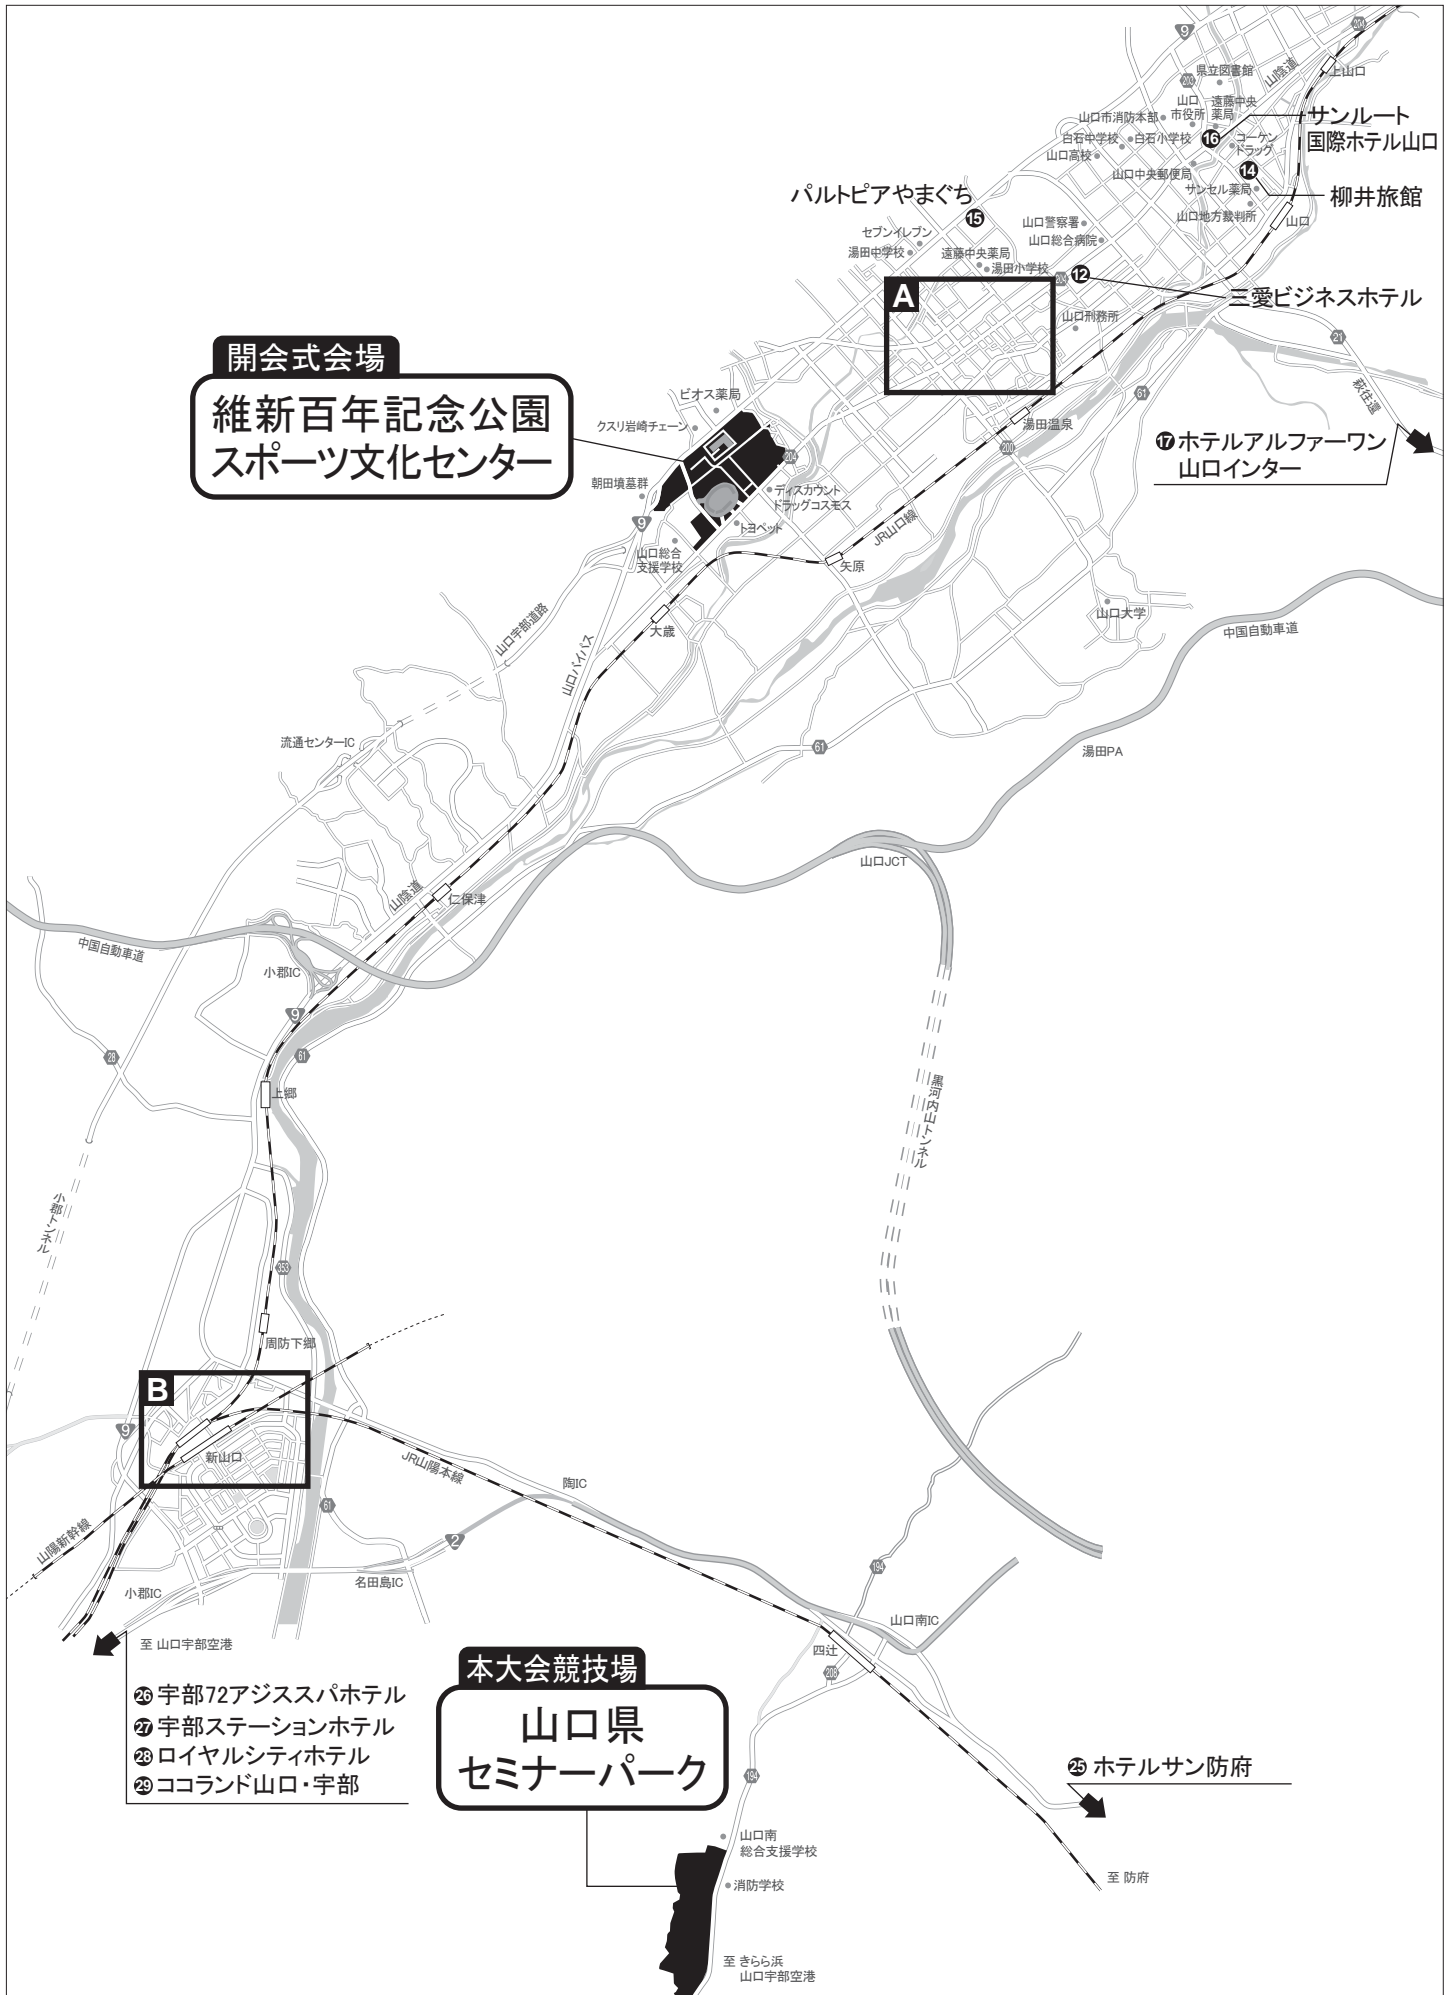 9
204
県立図書館
山陰道
上山口
203
山口
市役所
遠藤中央
薬局
サンルート
国際ホテル山口
山口市消防本部
白石中学校
白石小学校
16
コーケン
ドラッグ
山口高校
山口中央郵便局
14
サンセル薬局
柳井旅館
パルトピアやまぐち
15
山口地方裁判所
山口
山口警察署
セブンイレブン
山口総合病院
湯田中学校
遠藤中央薬局
湯田小学校
204
12
三愛ビジネスホテル
A
山口刑務所
21
開会式会場
維新百年記念公園
スポーツ文化センター
61
萩往還
ビオス薬局
クスリ岩崎チェーン
湯田温泉
200
17 ホテルアルファーワン
山口インター
204
朝田墳墓群
ディスカウント
ドラッグコスモス
9
トヨペット
JR山口線
山口総合
支援学校
矢原
山口大学
大歳
山口宇部道路
中国自動車道
山口バイパス
流通センターIC
61
湯田PA
山口JCT
山陰道
仁保津
中国自動車道
小郡IC
9
61
28
黒河内山トンネル
上郷
小郡トンネル
353
周防下郷
B
9
新山口
JR山陽本線
陶IC
61
山陽新幹線
2
194
小郡IC
名田島IC
山口南IC
至 山口宇部空港
四辻
208
26 宇部72アジススパホテル
27 宇部ステーションホテル
28 ロイヤルシティホテル
29 ココランド山口・宇部
本大会競技場
山口県
セミナーパーク
194
25 ホテルサン防府
山口南
総合支援学校
消防学校
至 防府
至 きらら浜
山口宇部空港